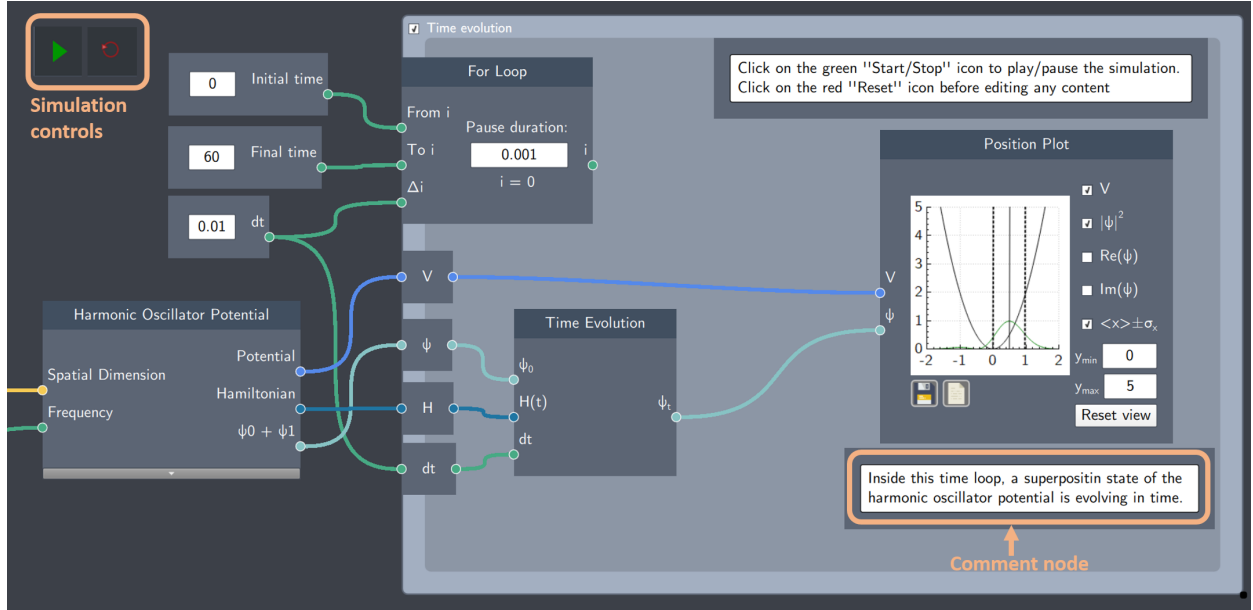 Simulation
controls
0
Initial time
60
Final time
0.01
dt
Time evolution
For Loop
From i
To i
Δi
Pause duration:
0.001
i = 0
i
Click on the green "Start/Stop" icon to play/pause the simulation.
Click on the red "Reset" icon before editing any content
Harmonic Oscillator Potential
Spatial Dimension
Frequency
Potential
Hamiltonian
ψ0 + ψ1
V
ψ
H
dt
Time Evolution
ψ₀
H(t)
dt
ψₜ
Position Plot
V
ψ
5
4
3
2
1
0
-2 -1 0 1 2
V
|ψ|²
Re(ψ)
Im(ψ)
<x>±σₓ
y_min 0
y_max 5
Reset view
Inside this time loop, a superpositin state of the
harmonic oscillator potential is evolving in time.
Comment node